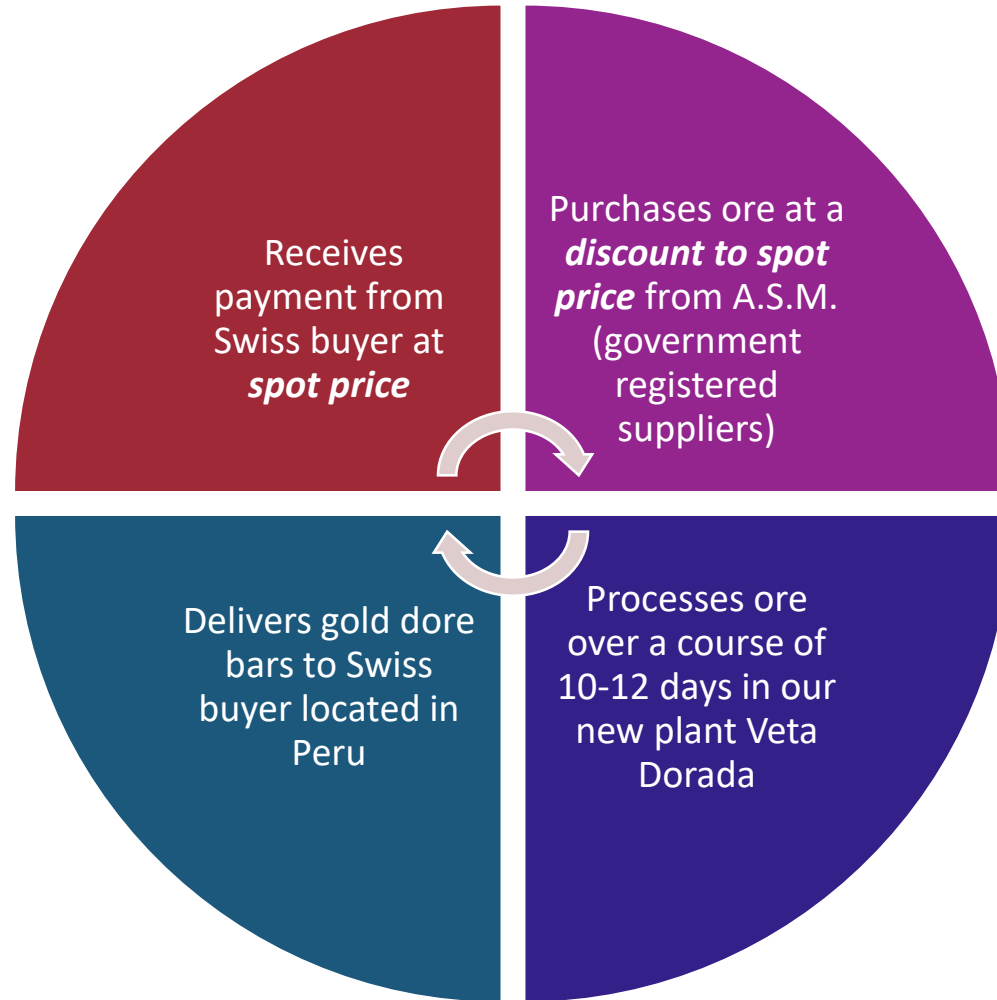 Receives
payment from
Swiss buyer at
spot price
Purchases ore at a
discount to spot
price from A.S.M.
(government
registered
suppliers)
Delivers gold dore
bars to Swiss
buyer located in
Peru
Processes ore
over a course of
10-12 days in our
new plant Veta
Dorada